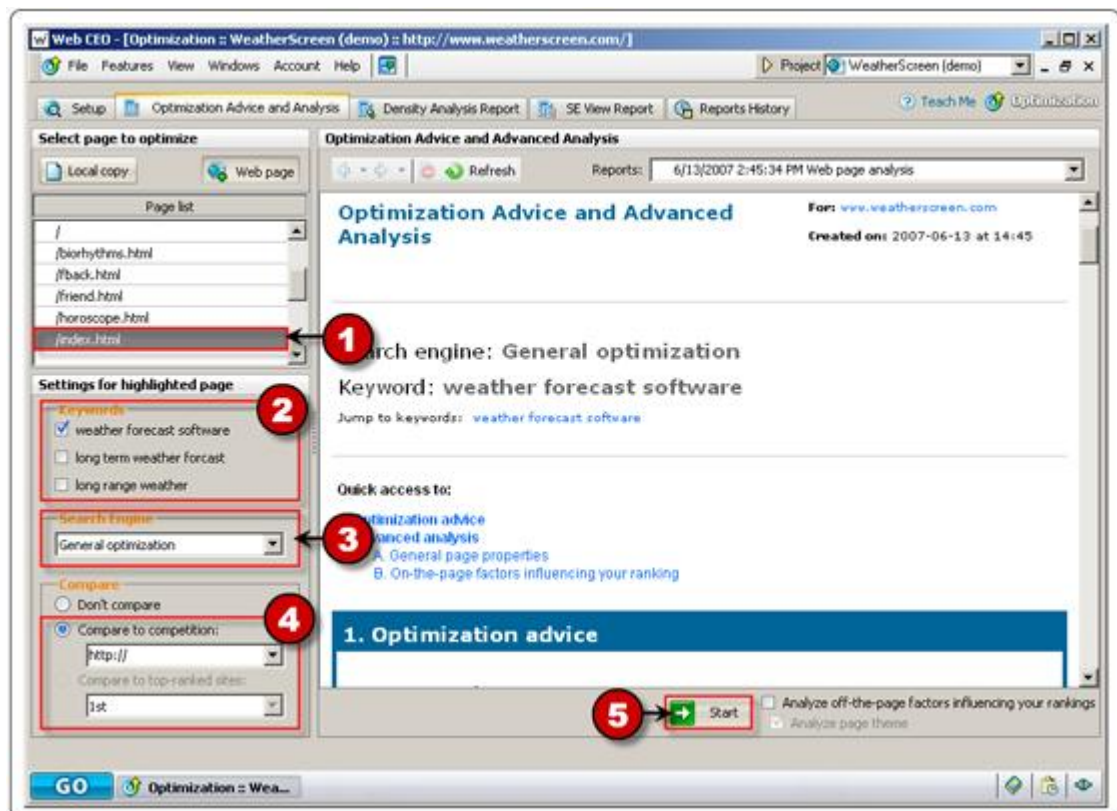 Web CEO - [Optimization :: WeatherScreen (demo) :: http://www.weatherscreen.com/]
File Features View Windows Account Help
Project WeatherScreen (demo)
Setup Optimization Advice and Analysis Density Analysis Report SE View Report Reports History
Teach Me Optimization
Select page to optimize
Local copy Web page
Page list
/
/biorhythms.html
/fback.html
/friend.html
/horoscope.html
/index.html
1
Settings for highlighted page
Keywords
2
weather forecast software
long term weather forcast
long range weather
Search Engine
General optimization
3
Compare
Don't compare
4
Compare to competition:
http://
Compare to top-ranked sites:
1st
Optimization Advice and Advanced Analysis
Refresh
Reports: 6/13/2007 2:45:34 PM Web page analysis
Optimization Advice and Advanced
Analysis
For: www.weatherscreen.com
Created on: 2007-06-13 at 14:45
engine: General optimization
Keyword: weather forecast software
Jump to keywords: weather forecast software
Quick access to:
advice
analysis
A. General page properties
B. On-the-page factors influencing your ranking
1. Optimization advice
5
Start
Analyze off-the-page factors influencing your rankings
Analyze page theme
GO Optimization :: Wea...